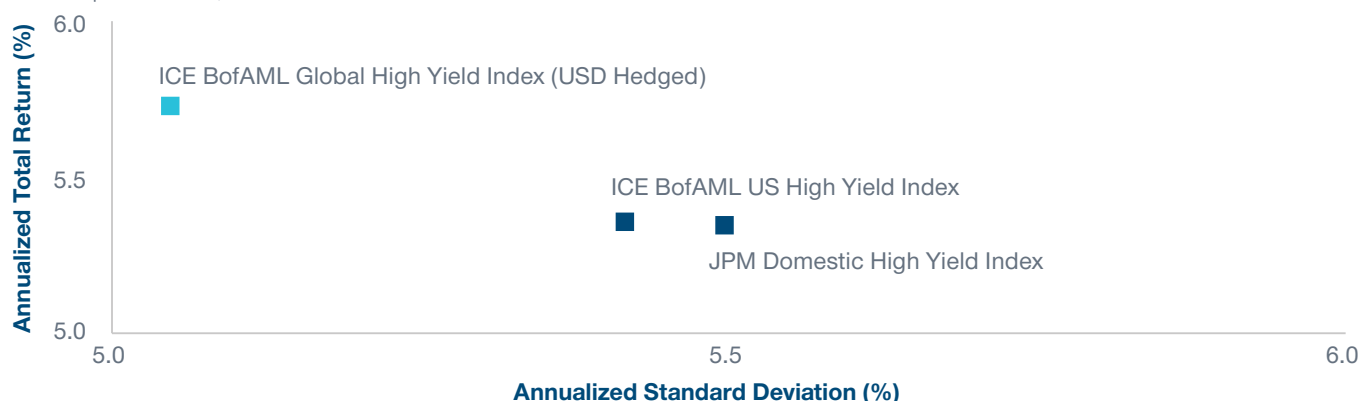 6.0
Annualized Total Return (%)
ICE BofAML Global High Yield Index (USD Hedged)
5.5
ICE BofAML US High Yield Index
JPM Domestic High Yield Index
5.0
5.0
5.5
6.0
Annualized Standard Deviation (%)